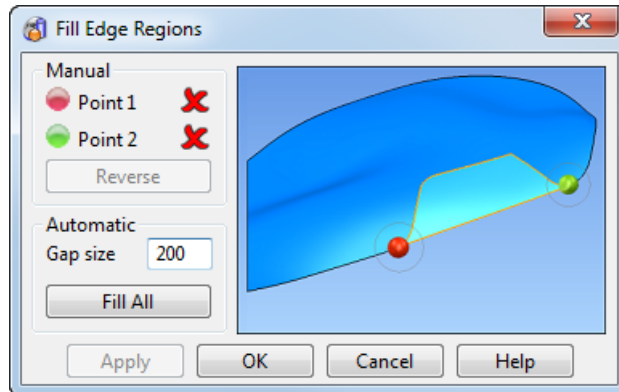 Fill Edge Regions
Manual
Point 1
Point 2
Reverse
Automatic
Gap size 200
Fill All
Apply OK Cancel Help